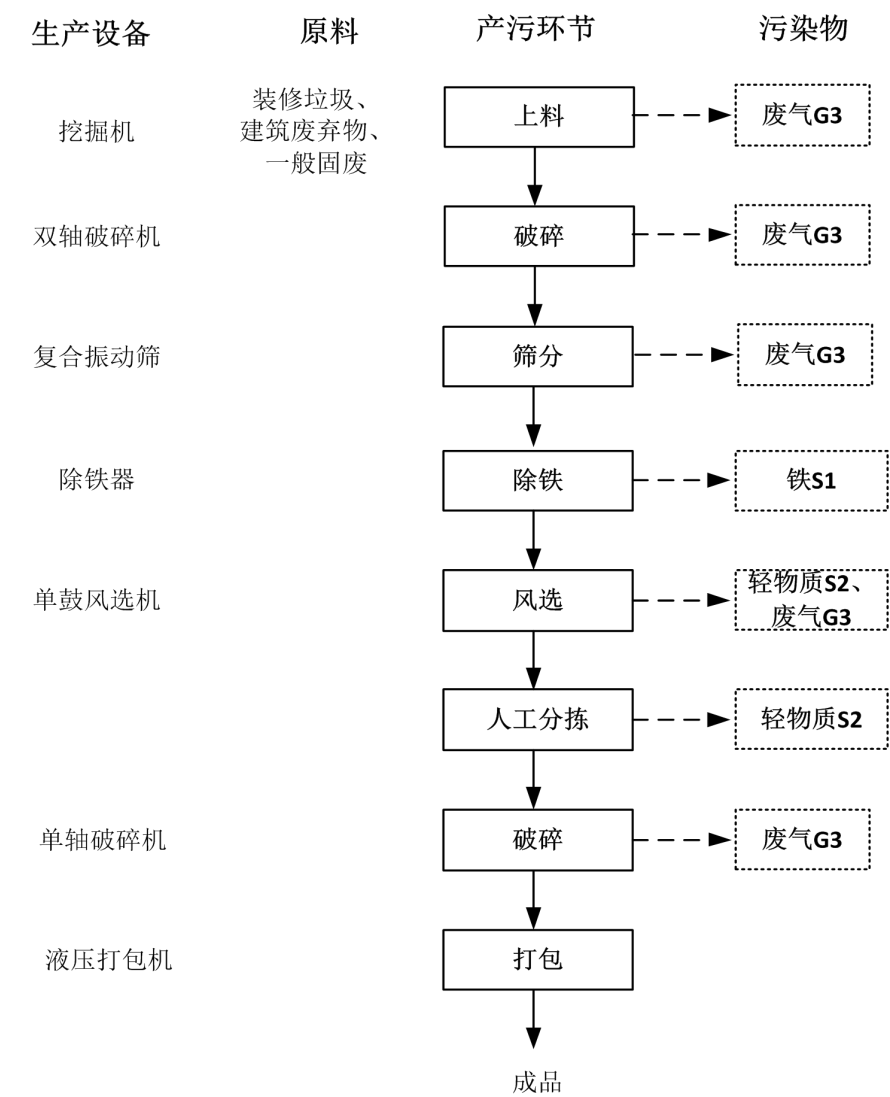 生产设备 原料 产污环节 污染物
装修垃圾、
建筑废弃物、
一般固废
挖掘机 上料 废气G3
双轴破碎机 破碎 废气G3
复合振动筛 筛分 废气G3
除铁器 除铁 铁S1
单鼓风选机 风选 轻物质S2、
废气G3
人工分拣 轻物质S2
单轴破碎机 破碎 废气G3
液压打包机 打包
成品